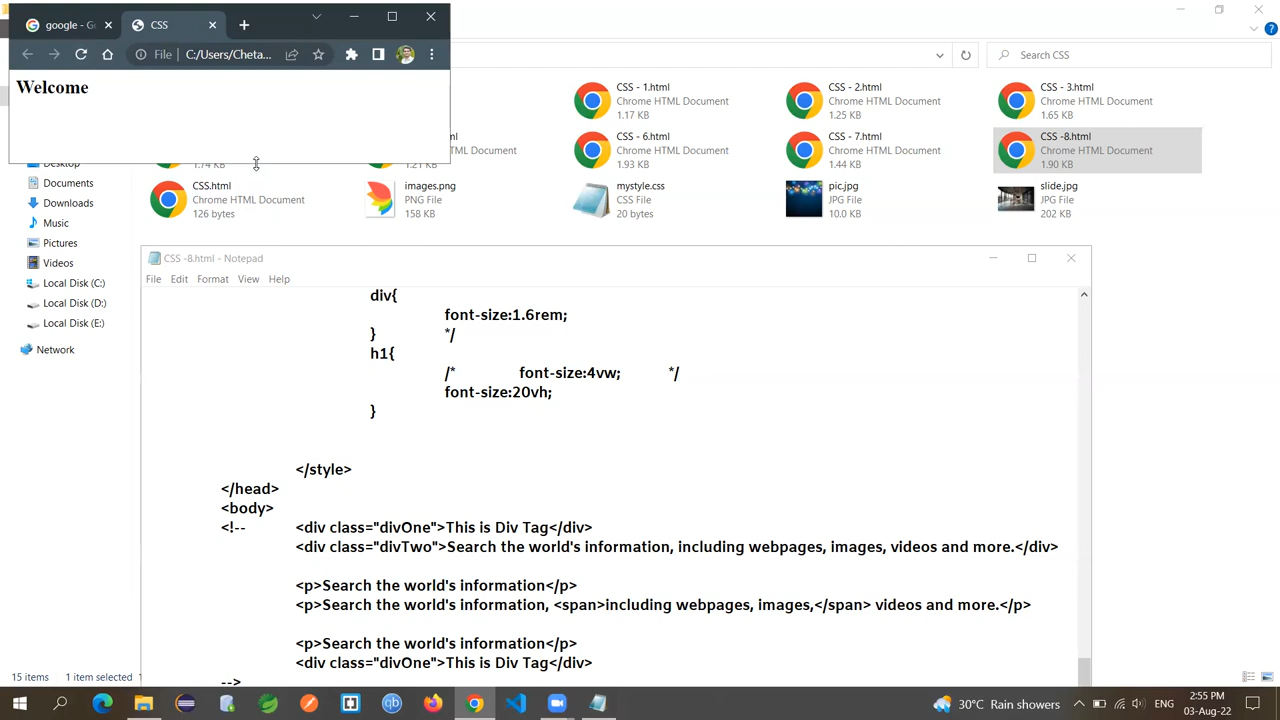 google - Go
CSS
File
C:/Users/Cheta...
Welcome
Search CSS
CSS - 1.html
Chrome HTML Document
1.17 KB
CSS - 2.html
Chrome HTML Document
1.25 KB
CSS - 3.html
Chrome HTML Document
1.65 KB
TML Document
CSS - 6.html
Chrome HTML Document
1.93 KB
CSS - 7.html
Chrome HTML Document
1.44 KB
CSS -8.html
Chrome HTML Document
1.90 KB
1.74 KB
1.21 KB
CSS.html
Chrome HTML Document
126 bytes
images.png
PNG File
158 KB
mystyle.css
CSS File
20 bytes
pic.jpg
JPG File
10.0 KB
slide.jpg
JPG File
202 KB
Desktop
Documents
Downloads
Music
Pictures
Videos
Local Disk (C:)
Local Disk (D:)
Local Disk (E:)
Network
CSS -8.html - Notepad
File Edit Format View Help
div{
font-size:1.6rem;
} */
h1{
/* font-size:4vw; */
font-size:20vh;
}
</style>
</head>
<body>
<!-- <div class="divOne">This is Div Tag</div>
<div class="divTwo">Search the world's information, including webpages, images, videos and more.</div>
<p>Search the world's information</p>
<p>Search the world's information, <span>including webpages, images,</span> videos and more.</p>
<p>Search the world's information</p>
<div class="divOne">This is Div Tag</div>
-->
15 items 1 item selected 1
30°C Rain showers
ENG
2:55 PM
03-Aug-22